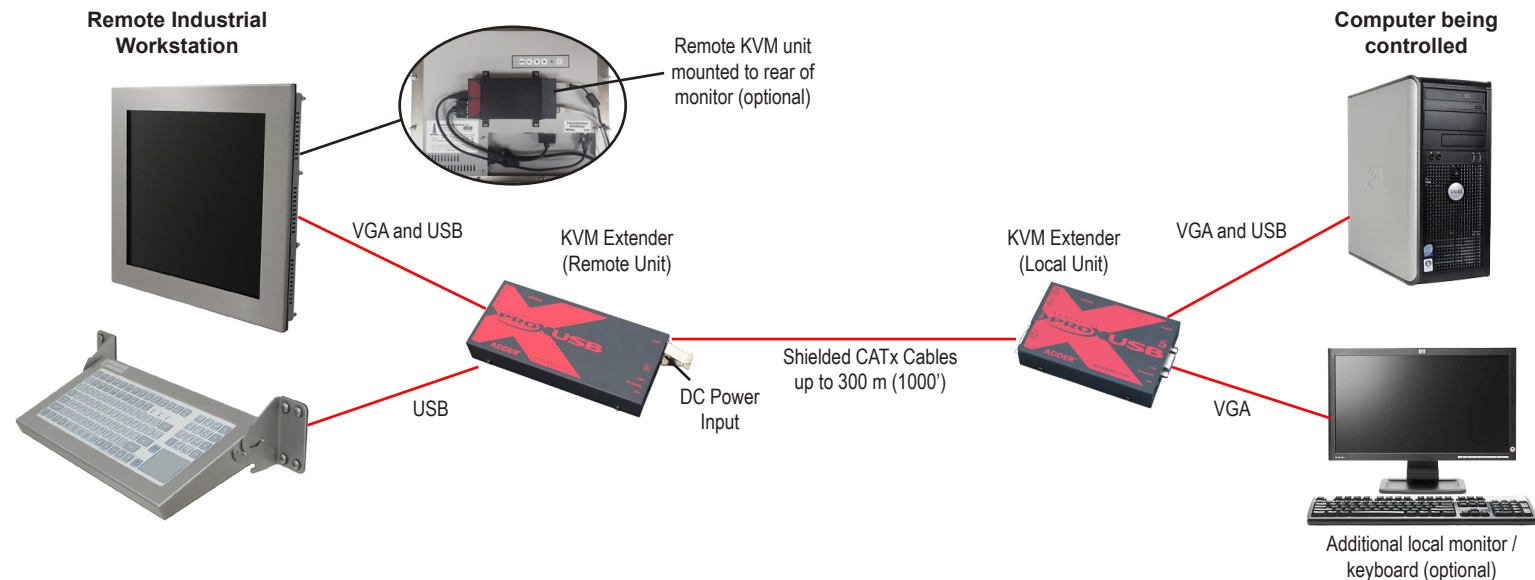 Remote Industrial
Workstation
Remote KVM unit
mounted to rear of
monitor (optional)
Computer being
controlled
VGA and USB
KVM Extender
(Remote Unit)
KVM Extender
(Local Unit)
VGA and USB
PRO USB
ADDER
PRO USB
ADDER
DELL
Shielded CATx Cables
up to 300 m (1000')
DC Power
Input
USB
VGA
Additional local monitor /
keyboard (optional)